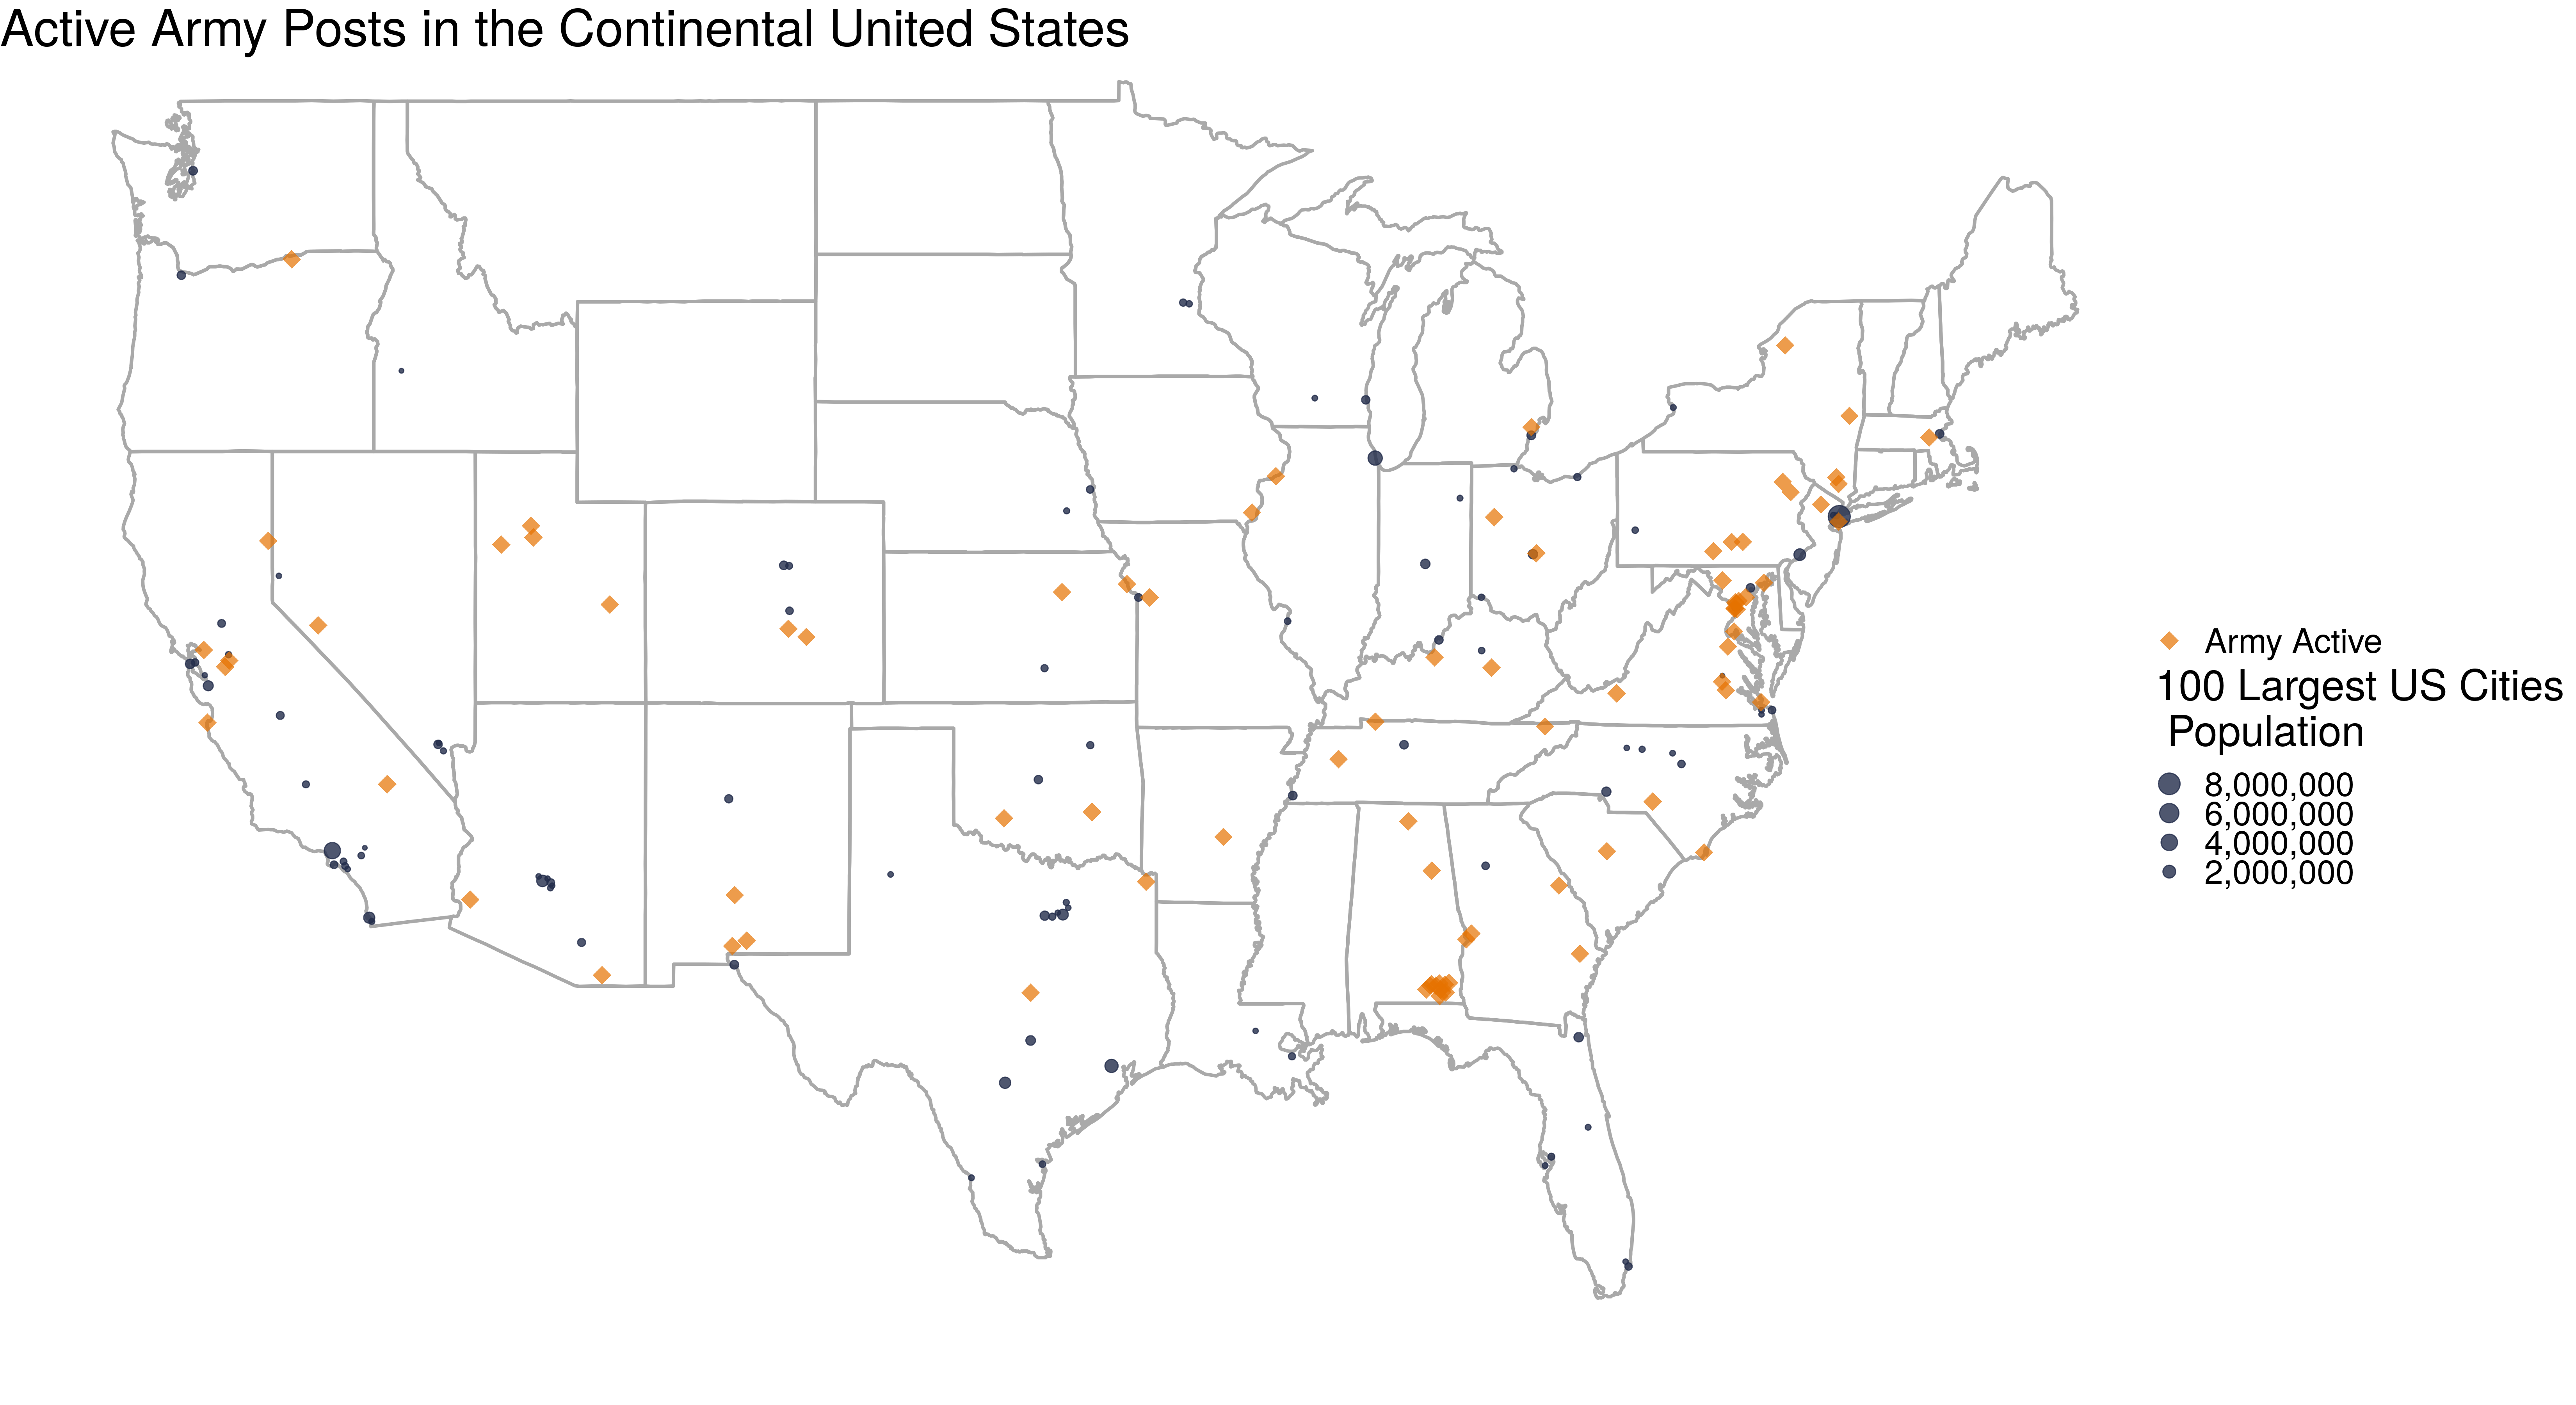 Active Army Posts in the Continental United States
Army Active
100 Largest US Cities
Population
8,000,000
6,000,000
4,000,000
2,000,000